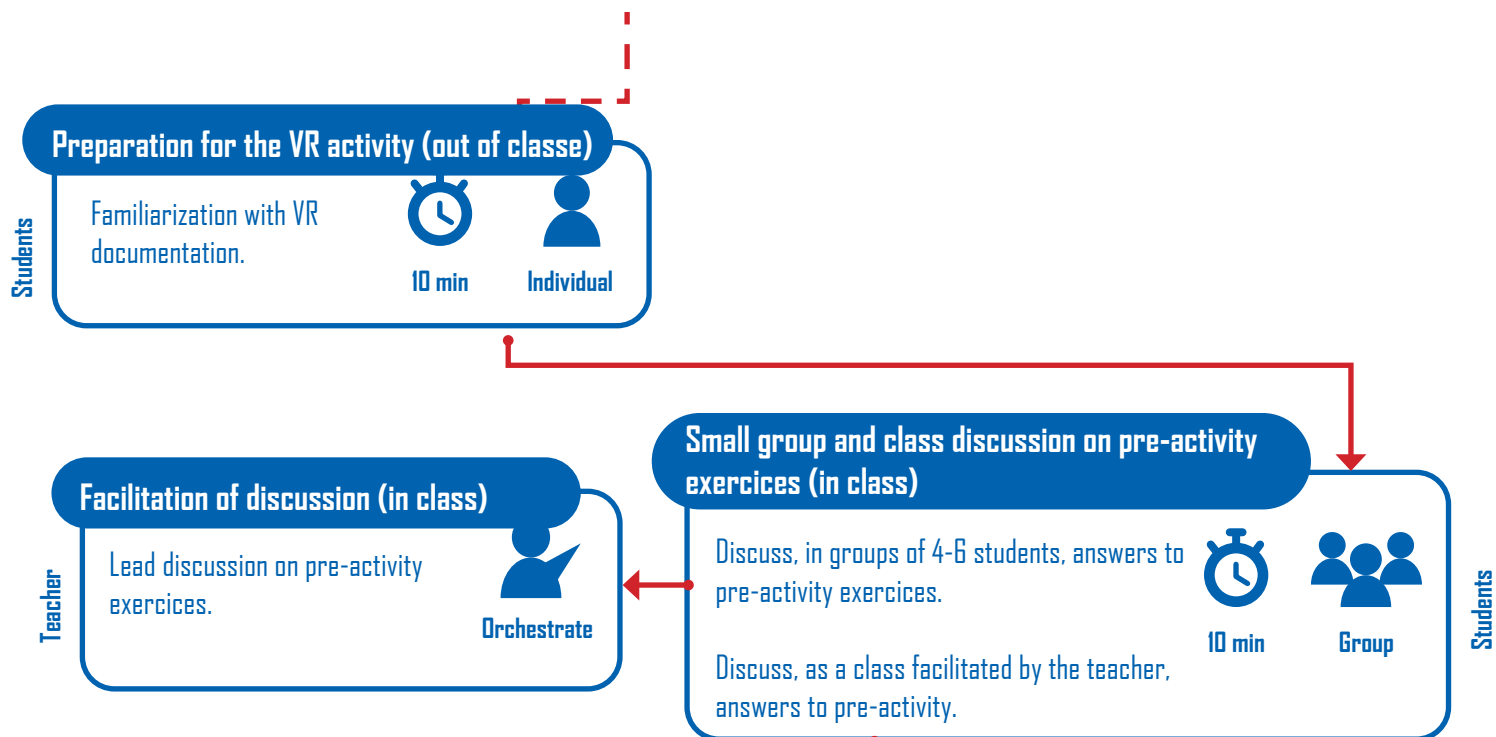 Preparation for the VR activity (out of classe)
Students
Familiarization with VR
documentation.
10 min
Individual
Small group and class discussion on pre-activity
exercices (in class)
Facilitation of discussion (in class)
Teacher
Lead discussion on pre-activity
exercices.
Orchestrate
Discuss, in groups of 4-6 students, answers to
pre-activity exercices.
Discuss, as a class facilitated by the teacher,
answers to pre-activity.
10 min
Group
Students